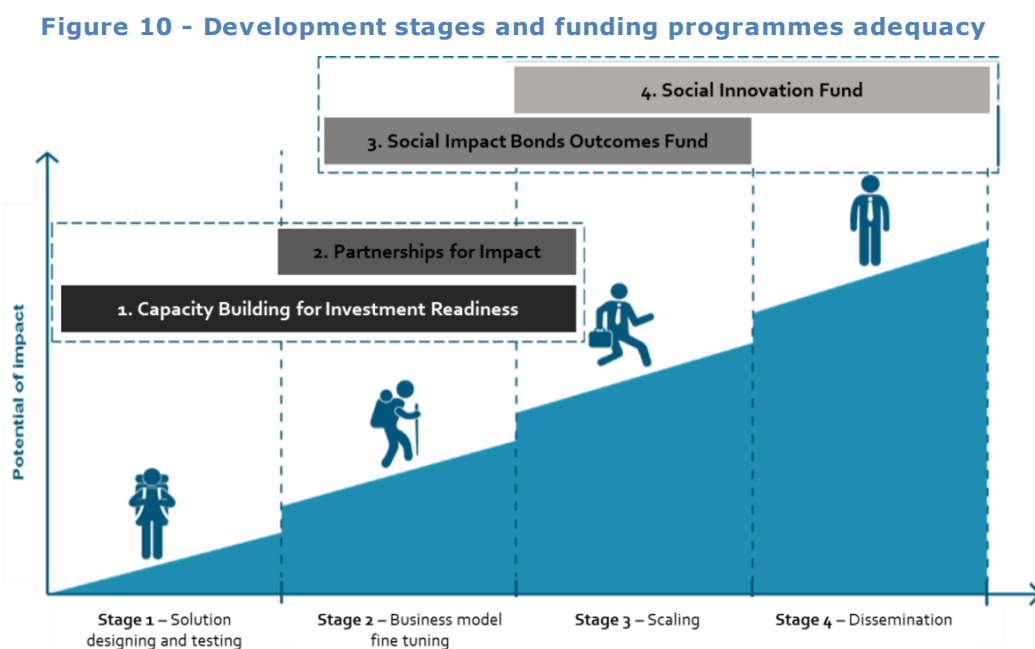 Figure 10 - Development stages and funding programmes adequacy
4. Social Innovation Fund
3. Social Impact Bonds Outcomes Fund
2. Partnerships for Impact
1. Capacity Building for Investment Readiness
Potential of impact
Stage 1 – Solution
designing and testing
Stage 2 – Business model
fine tuning
Stage 3 – Scaling
Stage 4 – Dissemination